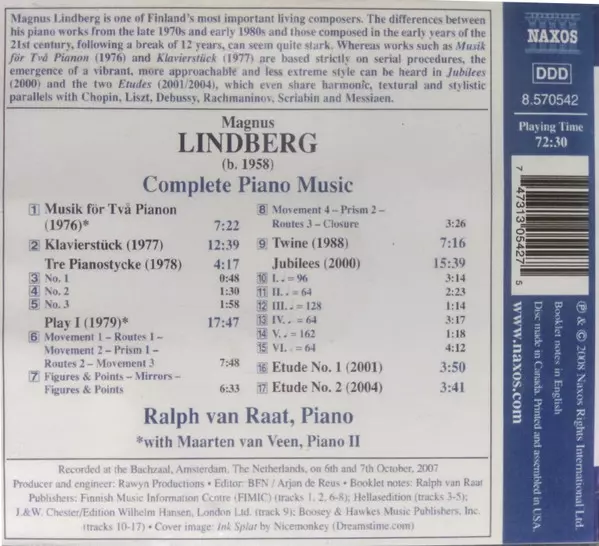 Magnus Lindberg is one of Finland's most important living composers. The differences between
his piano works from the late 1970s and early 1980s and those composed in the early years of the
21st century, following a break of 12 years, can seem quite stark. Whereas works such as Musik
för Två Pianon (1976) and Klavierstück (1977) are based strictly on serial procedures, the
emergence of a vibrant, more approachable and less extreme style can be heard in Jubilees
(2000) and the two Etudes (2001/2004), which even share harmonic, textural and stylistic
parallels with Chopin, Liszt, Debussy, Rachmaninov, Scriabin and Messiaen.
Magnus
LINDBERG
(b. 1958)
Complete Piano Music
1 Musik för Två Pianon
(1976)* 7:22
2 Klavierstück (1977) 12:39
Tre Pianostycke (1978) 4:17
3 No. 1 0:48
4 No. 2 1:30
5 No. 3 1:58
Play I (1979)* 17:47
6 Movement 1 – Routes 1 –
Movement 2 – Prism 1 –
Routes 2 – Movement 3 7:48
7 Figures & Points – Mirrors –
Figures & Points 6:33
8 Movement 4 – Prism 2 –
Routes 3 – Closure 3:26
9 Twine (1988) 7:16
Jubilees (2000) 15:39
10 I. ♩. = 96 3:14
11 II. ♩. = 64 2:23
12 III. ♩. = 128 1:14
13 IV. ♩. = 64 3:17
14 V. ♩. = 162 1:18
15 VI. ♩. = 64 4:12
16 Etude No. 1 (2001) 3:50
17 Etude No. 2 (2004) 3:41
Ralph van Raat, Piano
*with Maarten van Veen, Piano II
Recorded at the Bachzaal, Amsterdam, The Netherlands, on 6th and 7th October, 2007
Producer and engineer: Rawyn Productions • Editor: BFN / Arjan de Reus • Booklet notes: Ralph van Raat
Publishers: Finnish Music Information Centre (FIMIC) (tracks 1, 2, 6-8); Hellasedition (tracks 3-5);
J.&W. Chester/Edition Wilhelm Hansen, London Ltd. (track 9); Boosey & Hawkes Music Publishers, Inc.
(tracks 10-17) • Cover image: Ink Splat by Nicemonkey (Dreamstime.com)
NAXOS
DDD
8.570542
Playing Time
72:30
7 47313 05427 5
℗ & © 2008 Naxos Rights International Ltd.
Booklet notes in English
Disc made in Canada. Printed and assembled in USA.
www.naxos.com